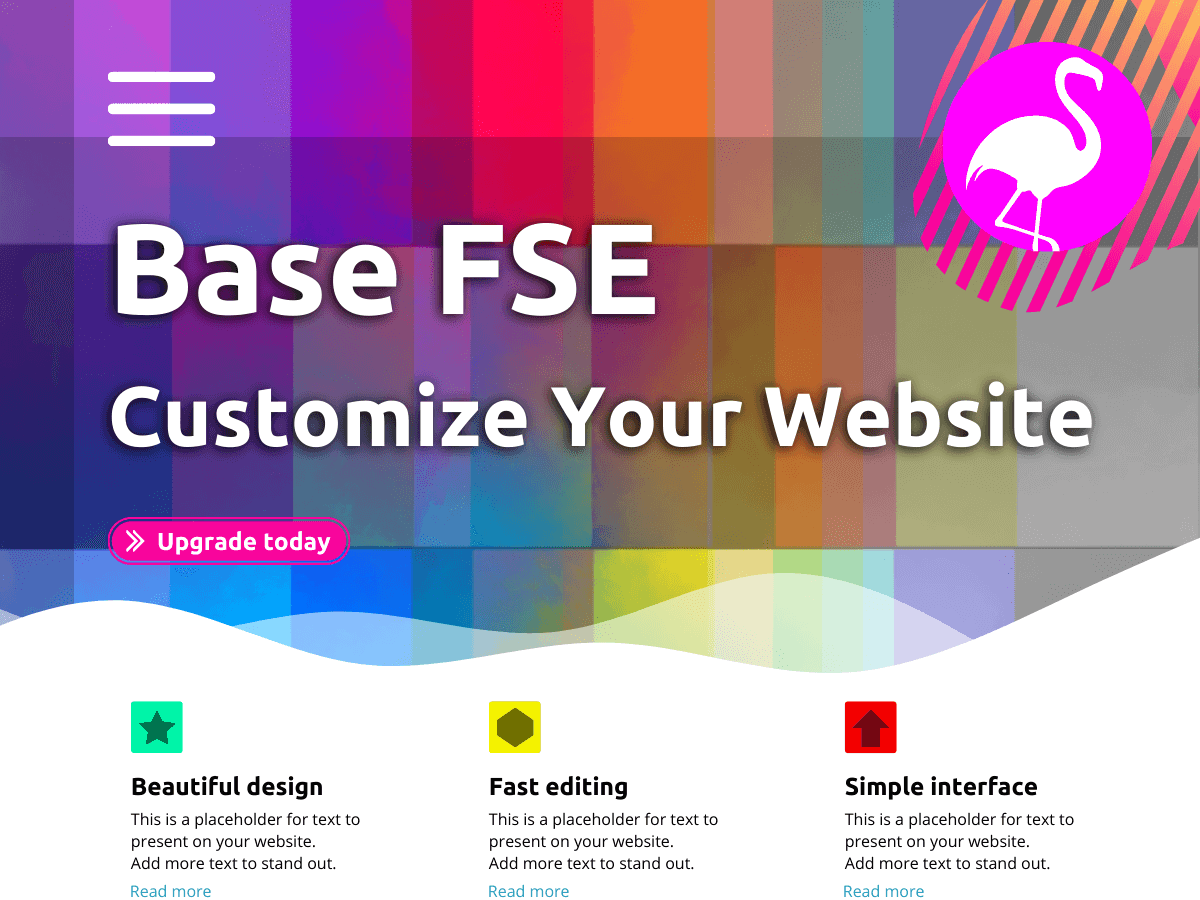 Base FSE
Customize Your Website
Upgrade today
Beautiful design
This is a placeholder for text to
present on your website.
Add more text to stand out.
Read more
Fast editing
This is a placeholder for text to
present on your website.
Add more text to stand out.
Read more
Simple interface
This is a placeholder for text to
present on your website.
Add more text to stand out.
Read more